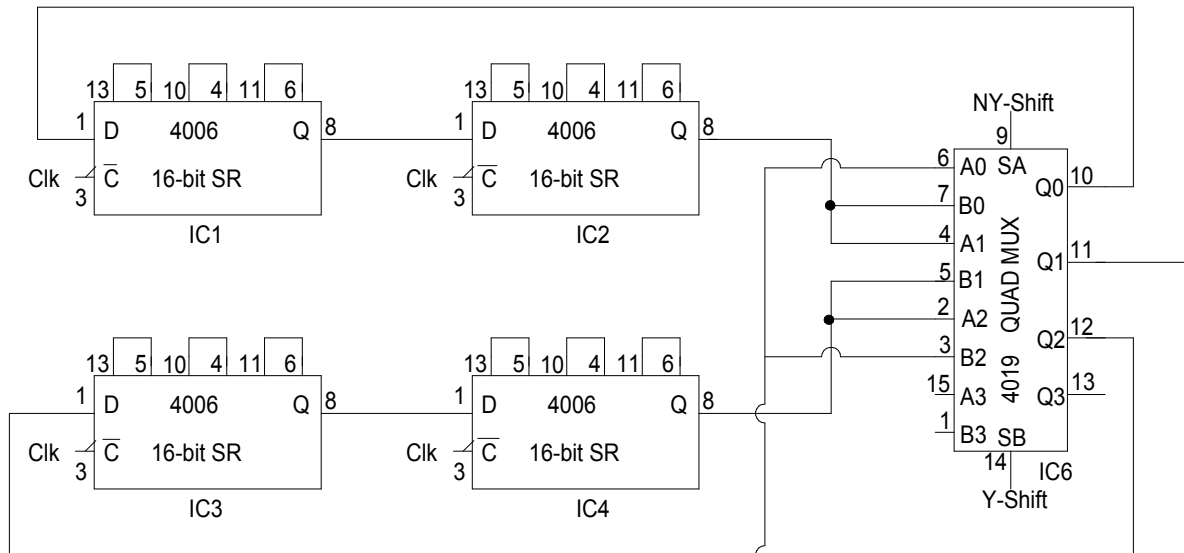 13 5 10 4 11 6
1 D 4006 Q 8
Clk C 16-bit SR
3
IC1
13 5 10 4 11 6
1 D 4006 Q 8
Clk C 16-bit SR
3
IC2
13 5 10 4 11 6
1 D 4006 Q 8
Clk C 16-bit SR
3
IC3
13 5 10 4 11 6
1 D 4006 Q 8
Clk C 16-bit SR
3
IC4
NY-Shift
9
6 A0 SA
7 B0
4 A1
5 B1
2 A2
3 B2
15 A3
1 B3 SB
14
4019 QUAD MUX
Q0 10
Q1 11
Q2 12
Q3 13
IC6
Y-Shift